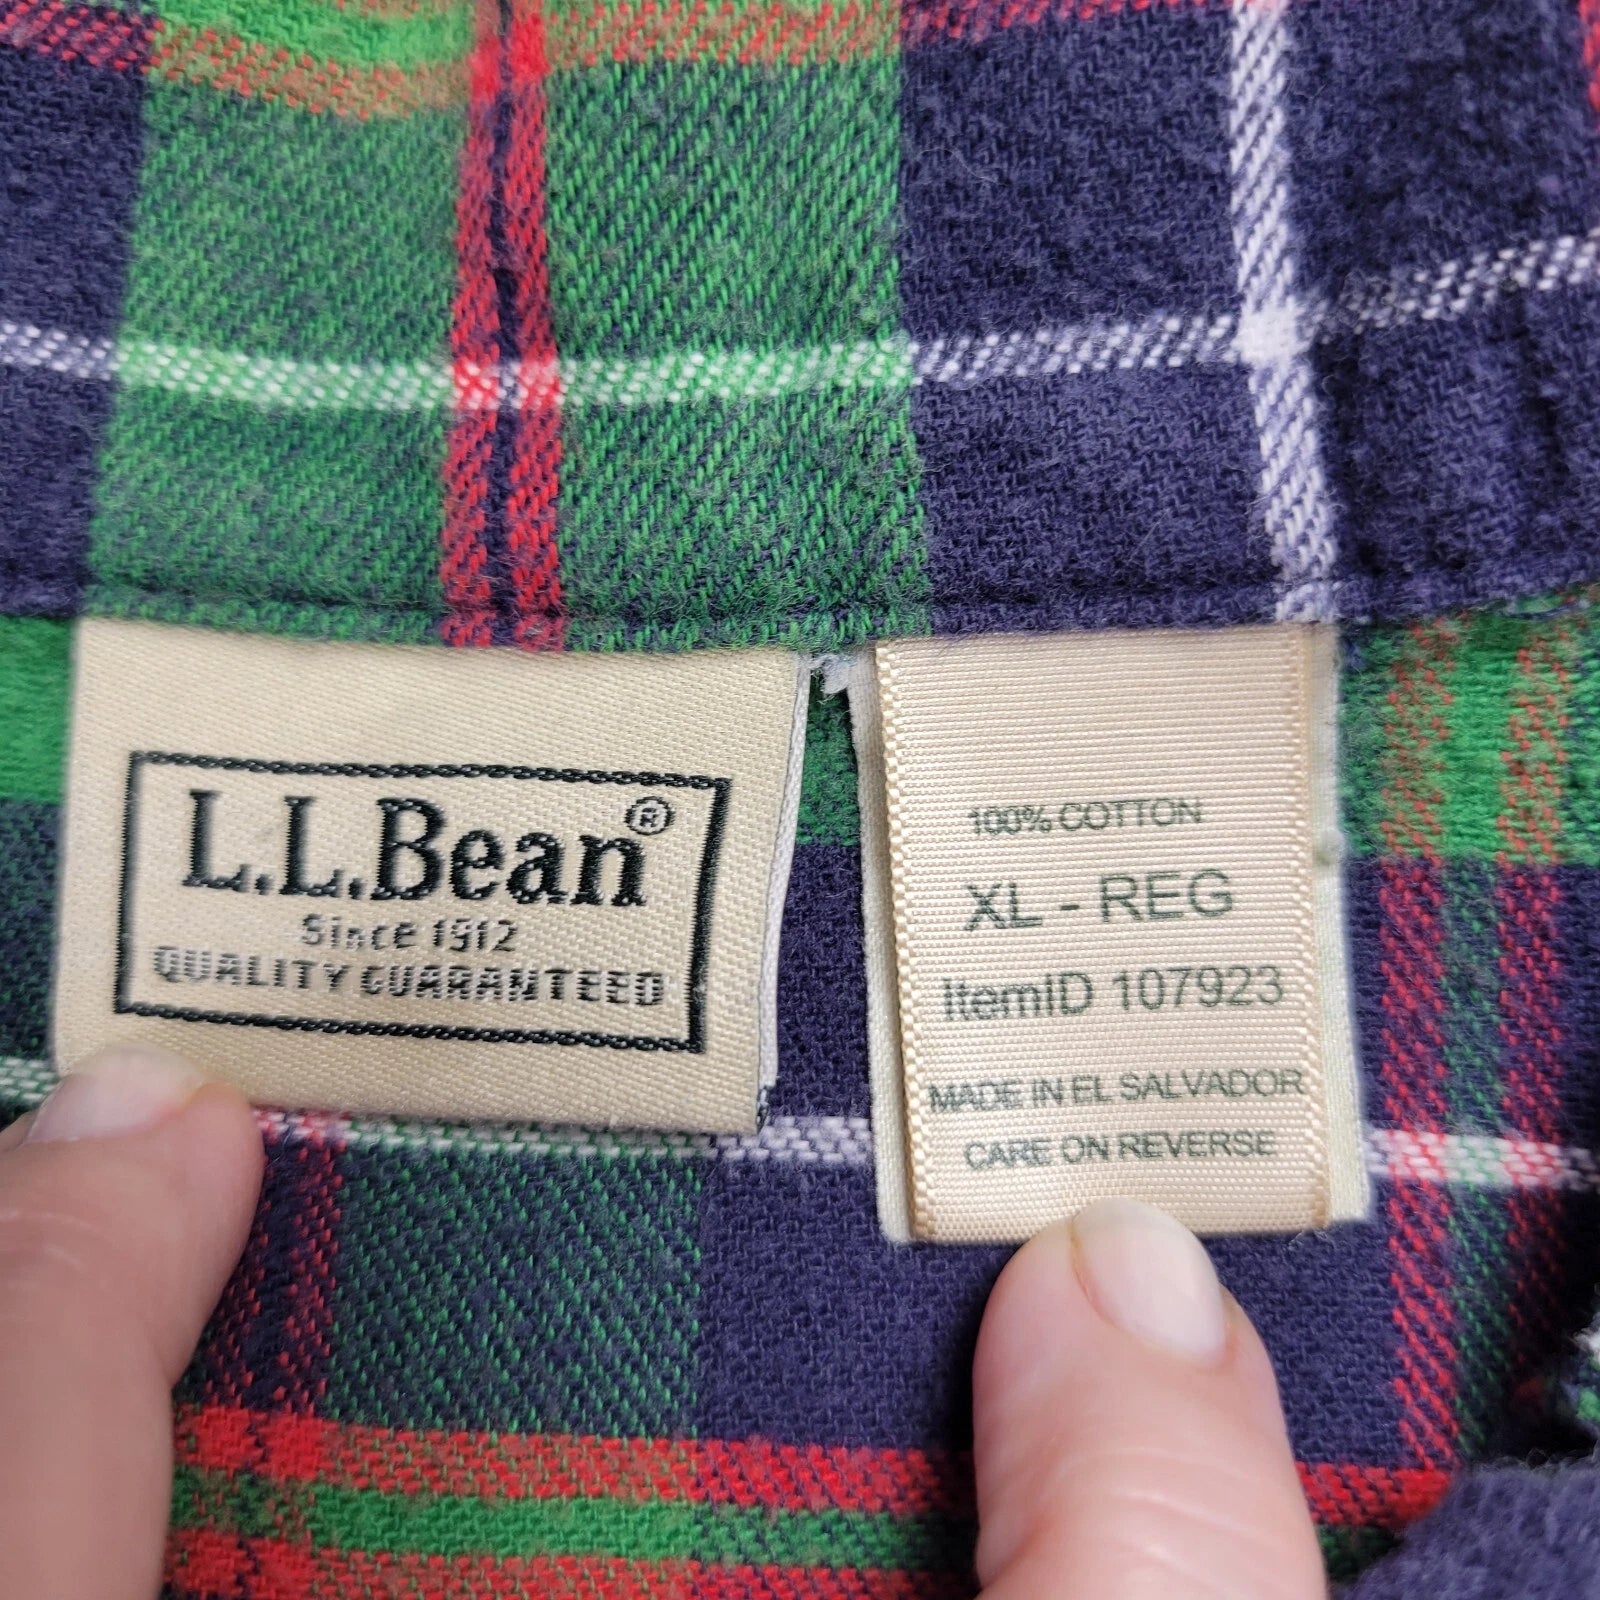 L.L.Bean®
Since 1912
QUALITY GUARANTEED
100% COTTON
XL - REG
ItemID 107923
MADE IN EL SALVADOR
CARE ON REVERSE